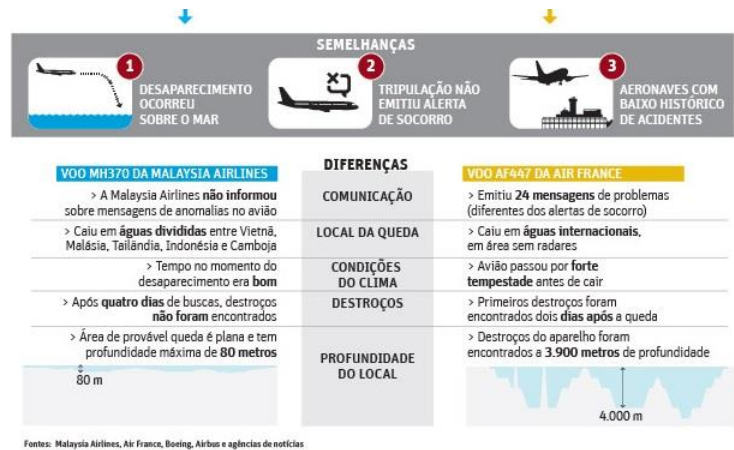 SEMELHANÇAS
1
DESAPARECIMENTO
OCORREU
SOBRE O MAR
2
TRIPULAÇÃO NÃO
EMITIU ALERTA
DE SOCORRO
3
AERONAVES COM
BAIXO HISTÓRICO
DE ACIDENTES
DIFERENÇAS
VOO MH370 DA MALAYSIA AIRLINES
VOO AF447 DA AIR FRANCE
> A Malaysia Airlines não informou
sobre mensagens de anomalias no avião
COMUNICAÇÃO
> Emitiu 24 mensagens de problemas
(diferentes dos alertas de socorro)
> Caiu em águas divididas entre Vietnã,
Malásia, Tailândia, Indonésia e Camboja
LOCAL DA QUEDA
> Caiu em águas internacionais,
em área sem radares
> Tempo no momento do
desaparecimento era bom
CONDIÇÕES
DO CLIMA
> Avião passou por forte
tempestade antes de cair
> Após quatro dias de buscas, destroços
não foram encontrados
DESTROÇOS
> Primeiros destroços foram
encontrados dois dias após a queda
> Área de provável queda é plana e tem
profundidade máxima de 80 metros
80 m
PROFUNDIDADE
DO LOCAL
> Destroços do aparelho foram
encontrados a 3.900 metros de profundidade
4.000 m
Fontes: Malaysia Airlines, Air France, Boeing, Airbus e agências de notícias